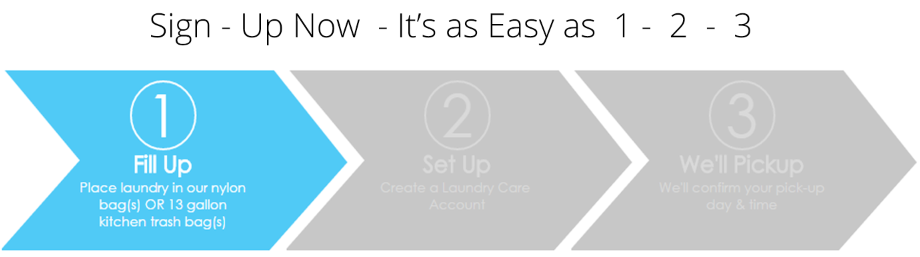 Sign - Up Now - It’s as Easy as 1 - 2 - 3
1
Fill Up
Place laundry in our nylon
bag(s) OR 13 gallon
kitchen trash bag(s)
2
Set Up
Create a Laundry Care
Account
3
We'll Pickup
We'll confirm your pick-up
day & time